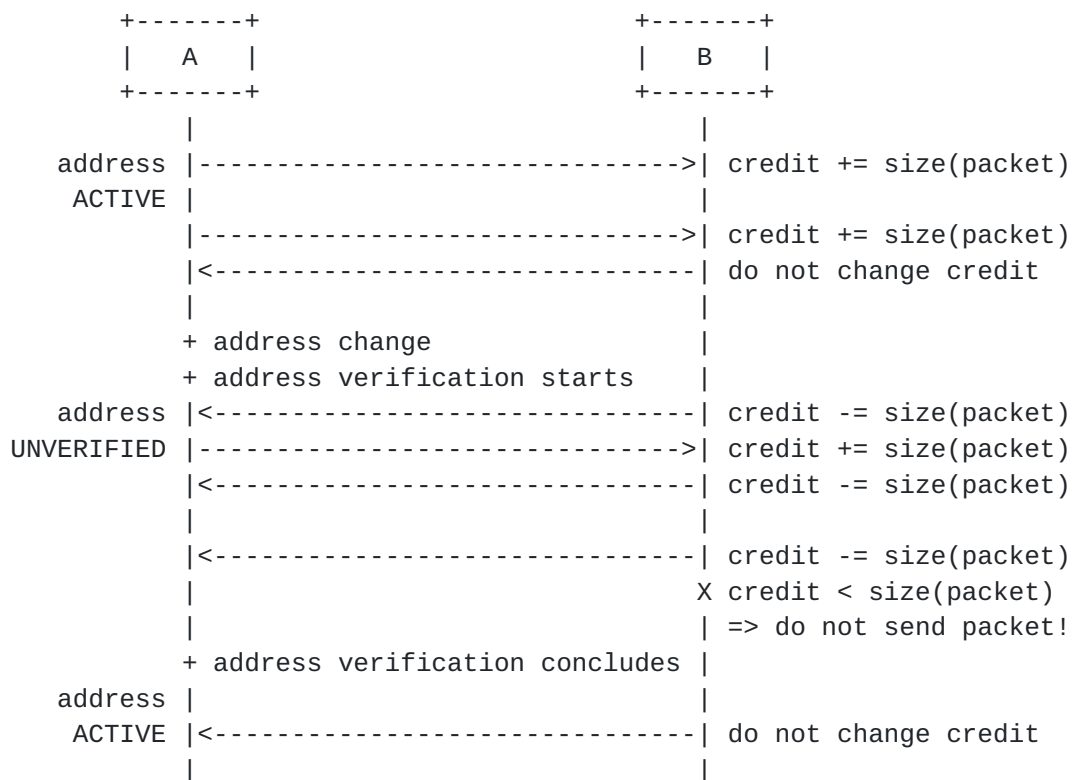 +-------+                        +-------+
|   A   |                        |   B   |
+-------+                        +-------+
|                                |
address |------------------------------->| credit += size(packet)
ACTIVE |                                |
|------------------------------->| credit += size(packet)
|<-------------------------------| do not change credit
|                                |
+ address change                 |
+ address verification starts    |
address |<-------------------------------| credit -= size(packet)
UNVERIFIED |------------------------------->| credit += size(packet)
|<-------------------------------| credit -= size(packet)
|                                |
|<-------------------------------| credit -= size(packet)
|                                X credit < size(packet)
|                                | => do not send packet!
+ address verification concludes |
address |                                |
ACTIVE |<-------------------------------| do not change credit
|                                |